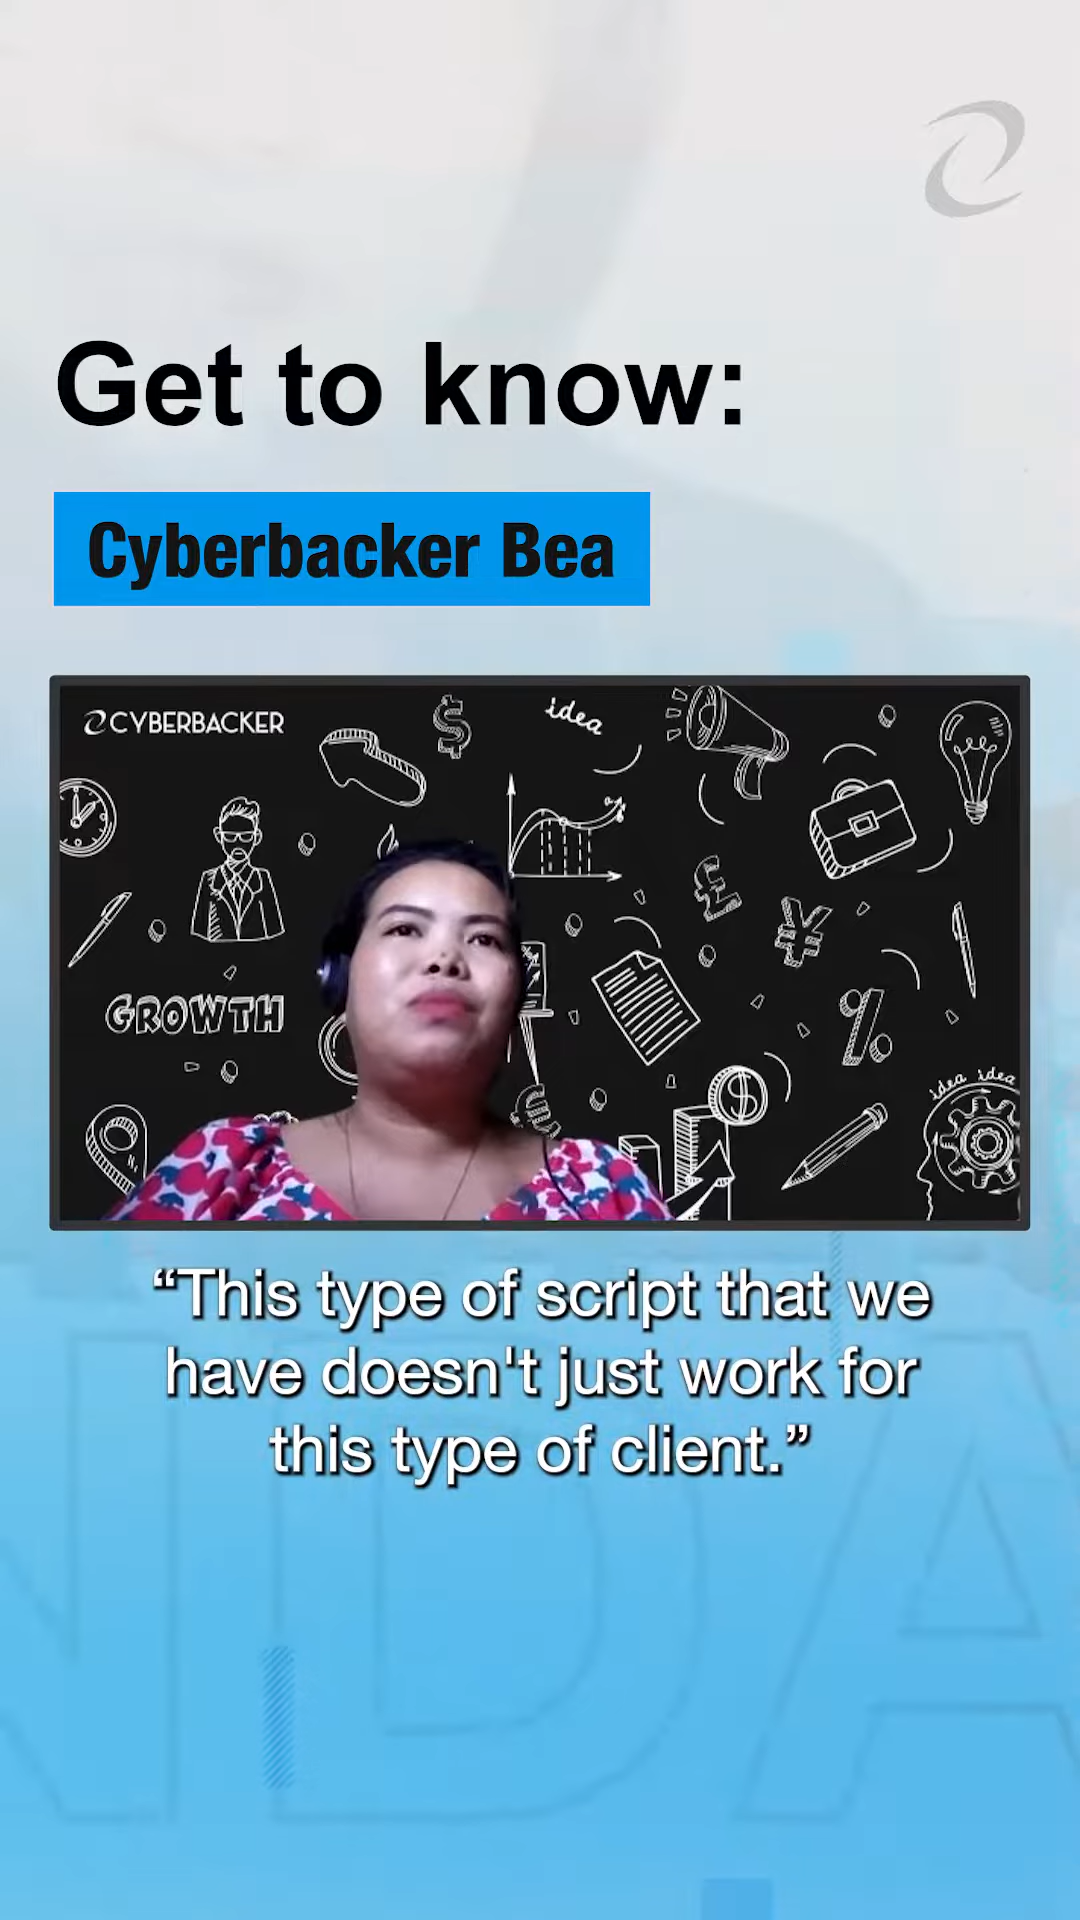 Get to know:
Cyberbacker Bea
CYBERBACKER
idea
GROWTH
idea idea
“This type of script that we
have doesn't just work for
this type of client.”
NDA